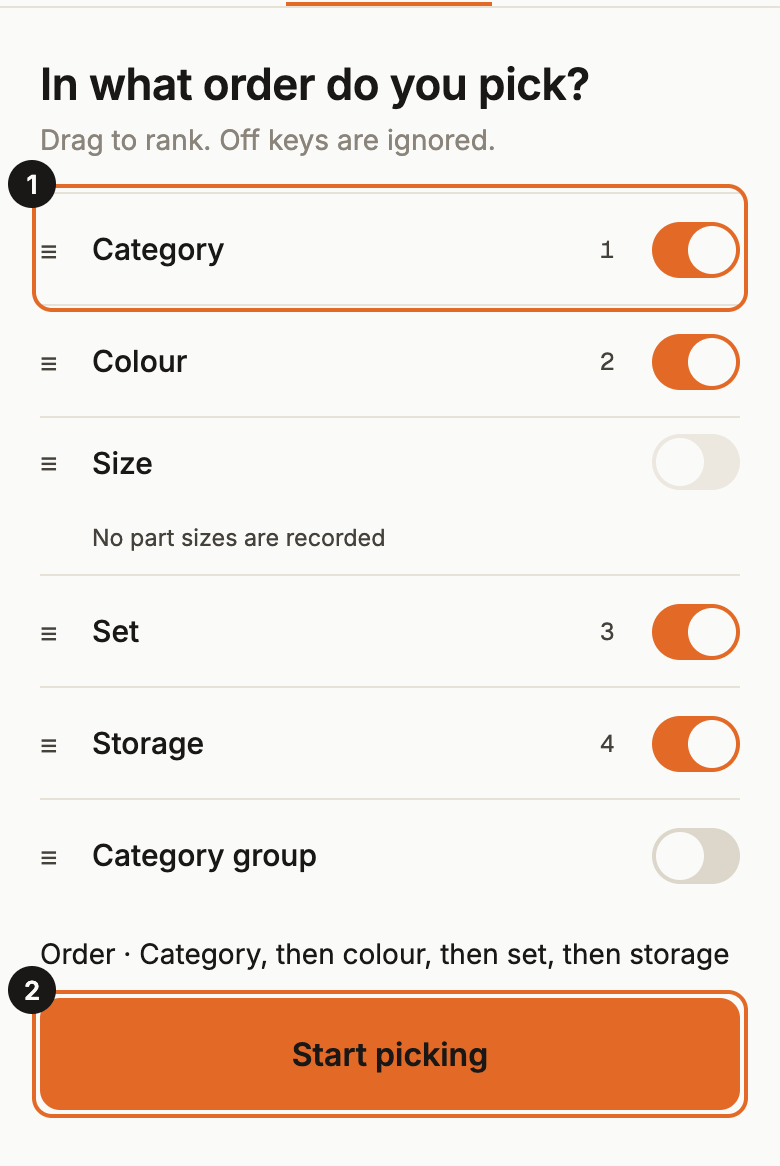 In what order do you pick?
Drag to rank. Off keys are ignored.
1
Category 1
Colour 2
Size
No part sizes are recorded
Set 3
Storage 4
Category group
Order · Category, then colour, then set, then storage
2
Start picking